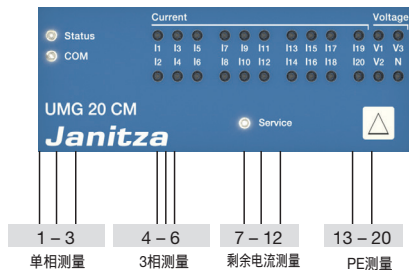 Current Voltage
Status
COM
I1 I3 I5 I7 I9 I11 I13 I15 I17 I19 V1 V3
I2 I4 I6 I8 I10 I12 I14 I16 I18 I20 V2 N
UMG 20 CM
Janitza
Service
1 – 3 4 – 6 7 – 12 13 – 20
单相测量 3相测量 剩余电流测量 PE测量